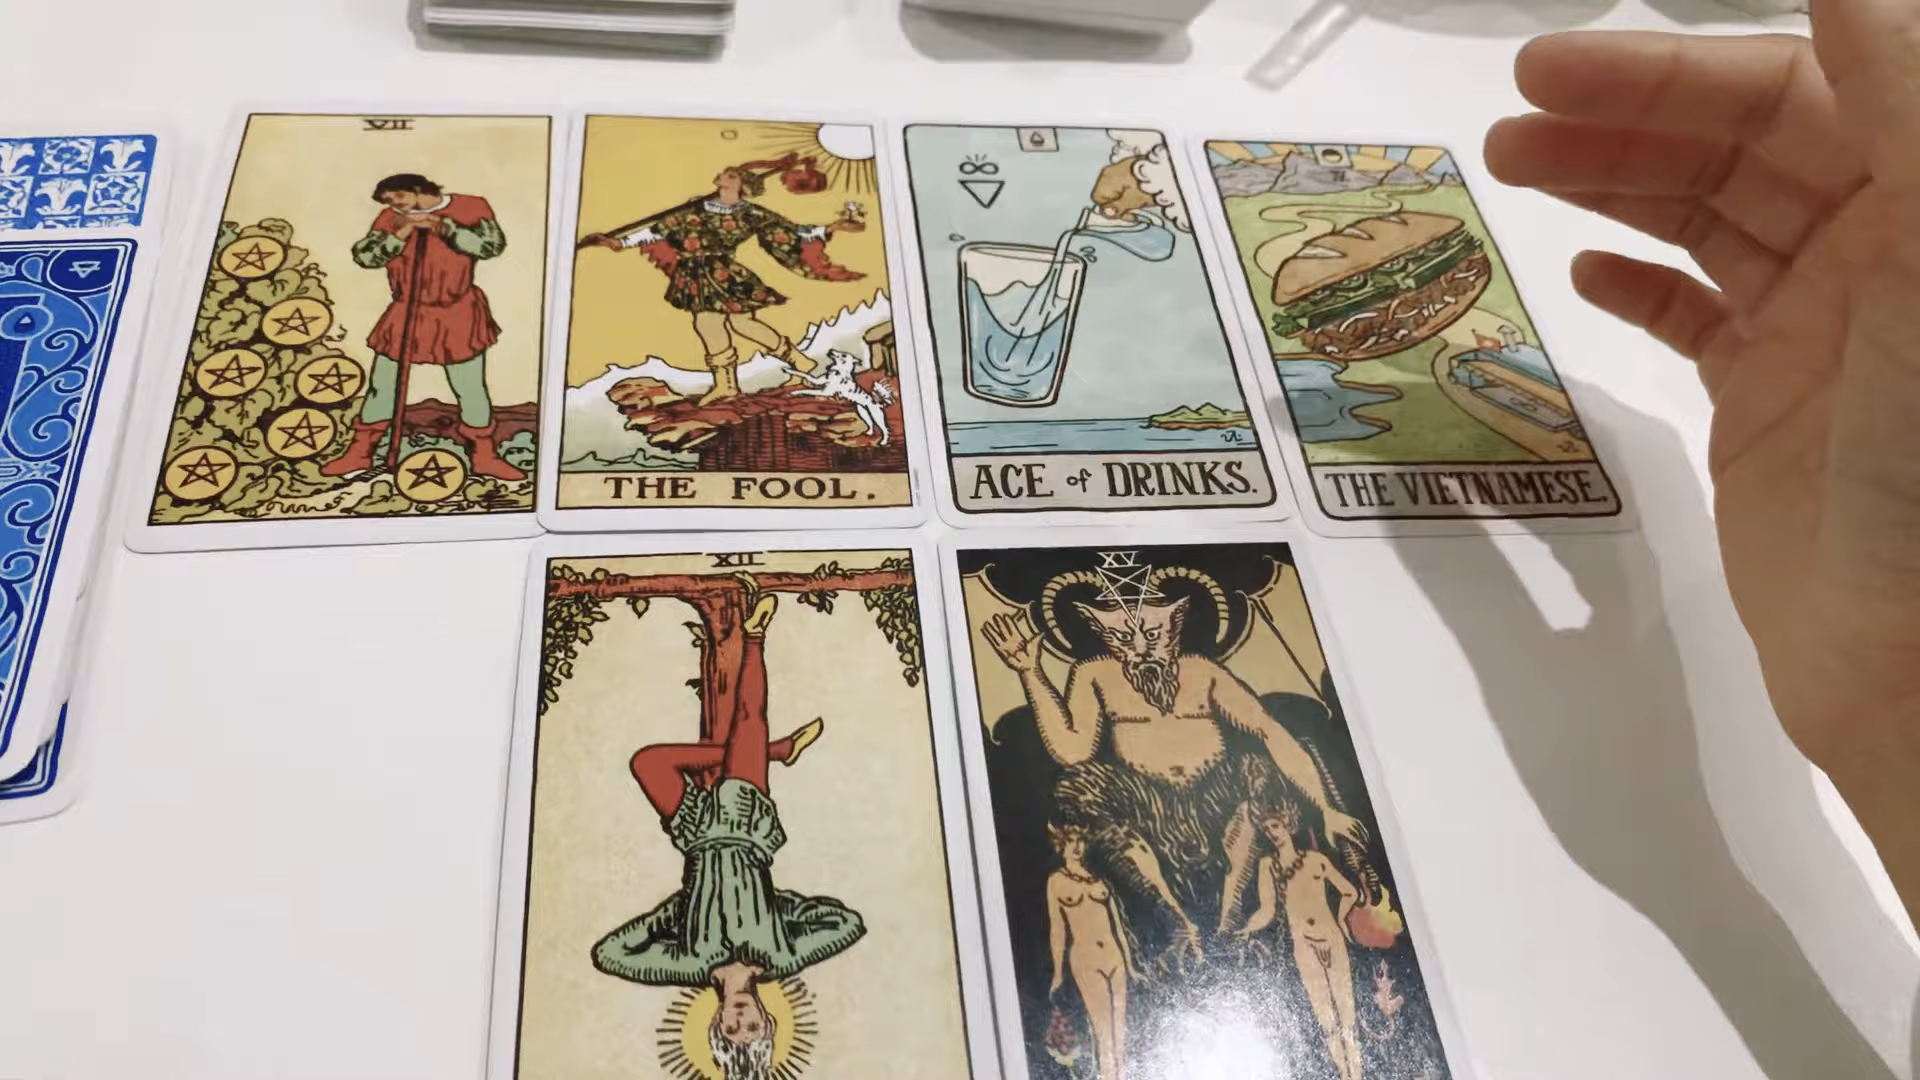 VII
THE FOOL.
ACE of DRINKS.
THE VIETNAMESE.
XII
XV